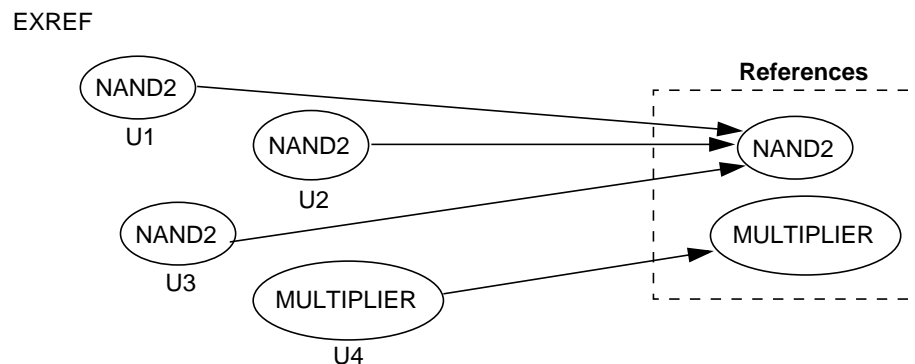 EXREF
References
NAND2
U1
NAND2
U2
NAND2
NAND2
U3
MULTIPLIER
MULTIPLIER
U4